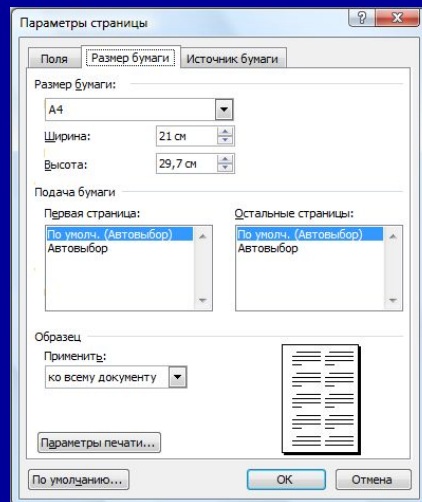 Параметры страницы
Поля Размер бумаги Источник бумаги
Размер бумаги:
A4
Ширина: 21 см
Высота: 29,7 см
Подача бумаги
Первая страница: Остальные страницы:
По умолч. (Автовыбор) По умолч. (Автовыбор)
Автовыбор Автовыбор
Образец
Применить:
ко всему документу
Параметры печати...
По умолчанию... ОК Отмена